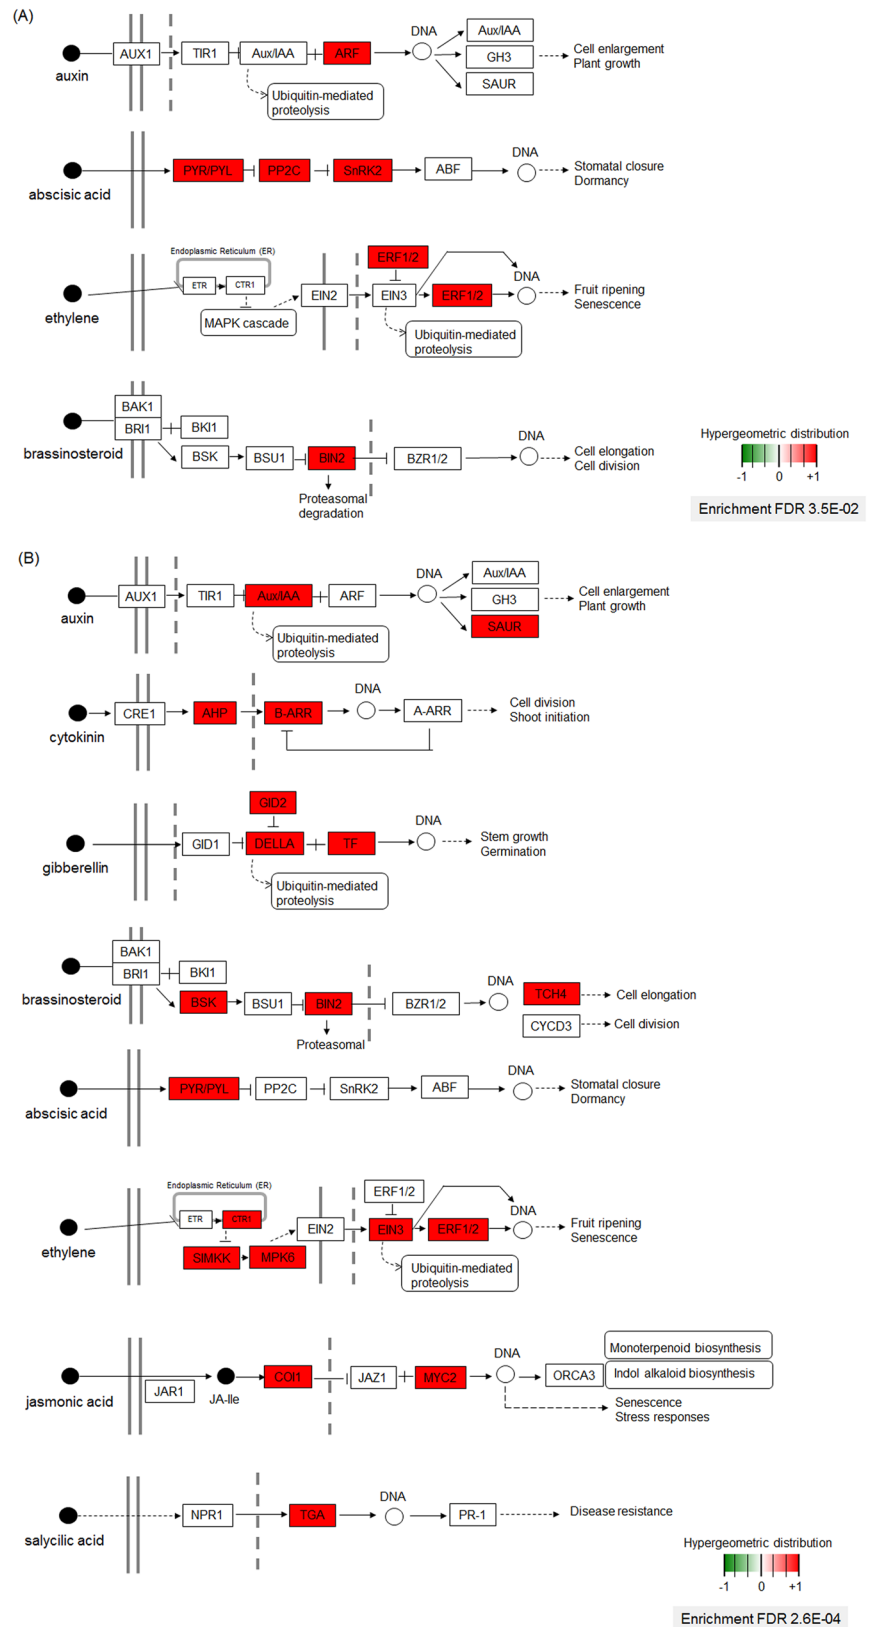 (A)
auxin
AUX1
TIR1
Aux/IAA
ARF
DNA
Aux/IAA
GH3
SAUR
Cell enlargement
Plant growth
Ubiquitin-mediated
proteolysis
abscisic acid
PYR/PYL
PP2C
SnRK2
ABF
DNA
Stomatal closure
Dormancy
ethylene
Endoplasmic Reticulum (ER)
ETR
CTR1
MAPK cascade
EIN2
ERF1/2
EIN3
ERF1/2
DNA
Fruit ripening
Senescence
Ubiquitin-mediated
proteolysis
brassinosteroid
BAK1
BRI1
BKI1
BSK
BSU1
BIN2
BZR1/2
DNA
Cell elongation
Cell division
Proteasomal
degradation
Hypergeometric distribution
-1 0 +1
Enrichment FDR 3.5E-02
(B)
auxin
AUX1
TIR1
Aux/IAA
ARF
DNA
Aux/IAA
GH3
SAUR
Cell enlargement
Plant growth
Ubiquitin-mediated
proteolysis
cytokinin
CRE1
AHP
B-ARR
DNA
A-ARR
Cell division
Shoot initiation
gibberellin
GID1
GID2
DELLA
TF
DNA
Stem growth
Germination
Ubiquitin-mediated
proteolysis
brassinosteroid
BAK1
BRI1
BKI1
BSK
BSU1
BIN2
BZR1/2
DNA
TCH4
Cell elongation
CYCD3
Cell division
Proteasomal
abscisic acid
PYR/PYL
PP2C
SnRK2
ABF
DNA
Stomatal closure
Dormancy
ethylene
Endoplasmic Reticulum (ER)
ETR
CTR1
SIMKK
MPK6
EIN2
ERF1/2
EIN3
ERF1/2
DNA
Fruit ripening
Senescence
Ubiquitin-mediated
proteolysis
jasmonic acid
JAR1
JA-Ile
COI1
JAZ1
MYC2
DNA
ORCA3
Monoterpenoid biosynthesis
Indol alkaloid biosynthesis
Senescence
Stress responses
salycilic acid
NPR1
TGA
DNA
PR-1
Disease resistance
Hypergeometric distribution
-1 0 +1
Enrichment FDR 2.6E-04